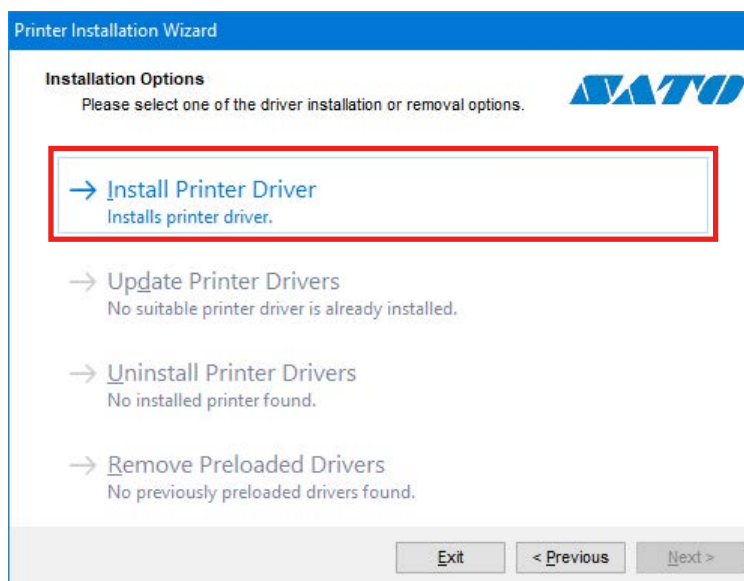 Printer Installation Wizard
Installation Options
Please select one of the driver installation or removal options.
SATO
→ Install Printer Driver
Installs printer driver.
→ Update Printer Drivers
No suitable printer driver is already installed.
→ Uninstall Printer Drivers
No installed printer found.
→ Remove Preloaded Drivers
No previously preloaded drivers found.
Exit
< Previous
Next >